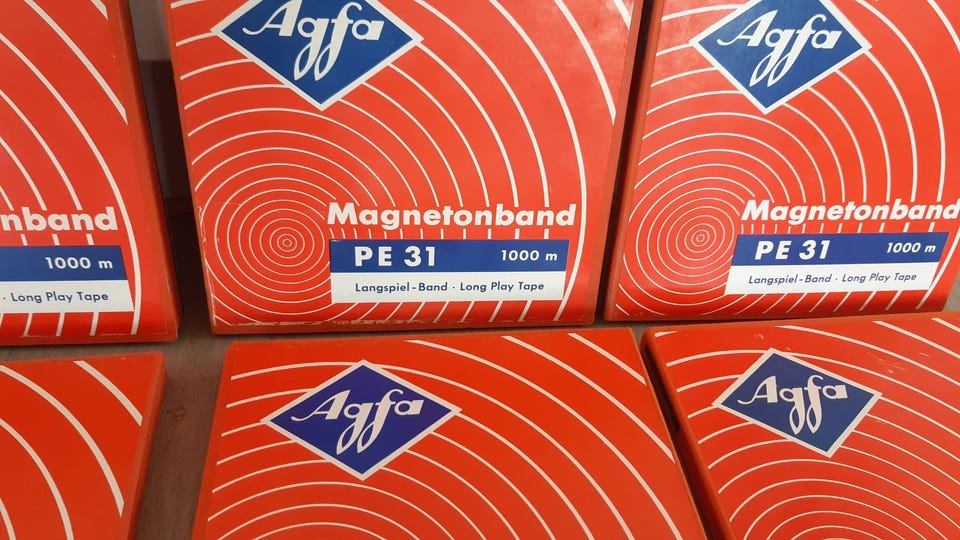 Agfa
Magnetonband
PE 31 1000 m
Langspiel-Band · Long Play Tape
Agfa
Magnetonband
PE 31 1000 m
Langspiel-Band · Long Play Tape
nband
1000 m
· Long Play Tape
Agfa
Agfa